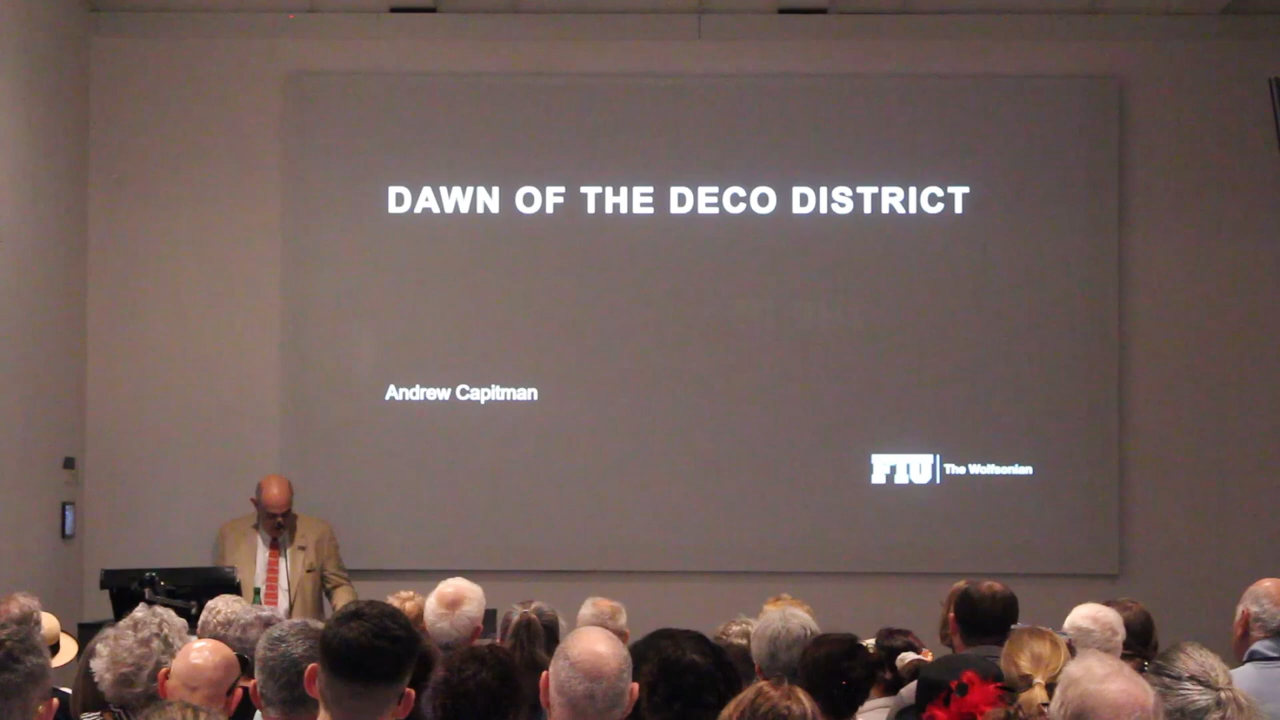 DAWN OF THE DECO DISTRICT
Andrew Capitman
FIU | The Wolfsonian